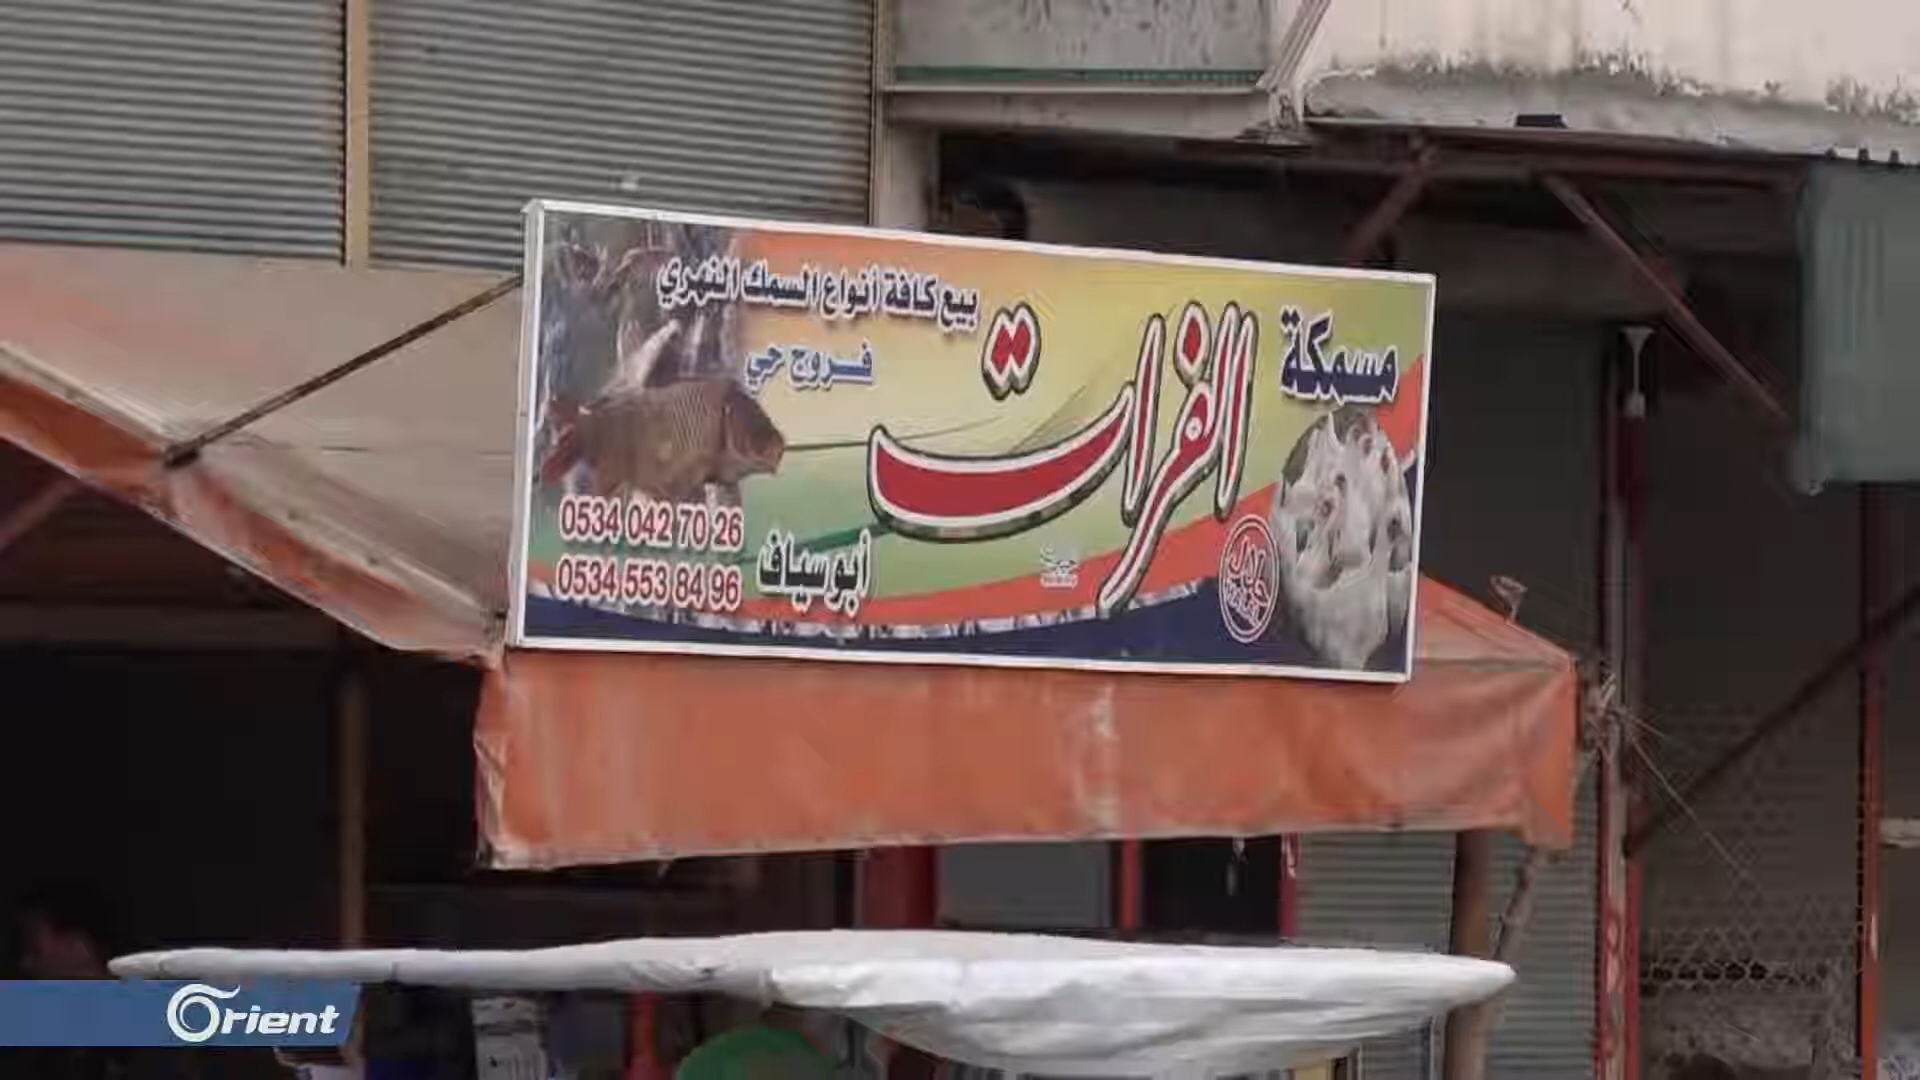 مسمكة
الفرات
بيع كافة أنواع السمك النهري
فروج حي
أبو سياف
0534 042 70 26
0534 553 84 96
حلال
HALAL
Orient